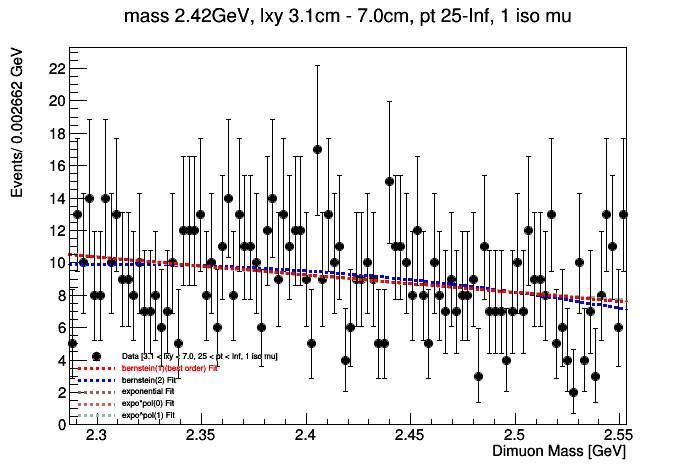 mass 2.42GeV, lxy 3.1cm - 7.0cm, pt 25-Inf, 1 iso mu
Events/ 0.002662 GeV
22
20
18
16
14
12
10
8
6
4
2
0
Data [3.1 < lxy < 7.0, 25 < pt < Inf, 1 iso mu]
bernstein(1)(best order) Fit
bernstein(2) Fit
exponential Fit
expo*pol(0) Fit
expo*pol(1) Fit
2.3
2.35
2.4
2.45
2.5
2.55
Dimuon Mass [GeV]